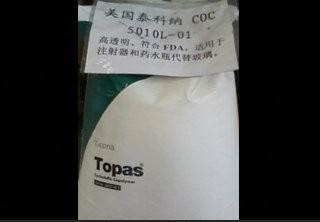 美国泰科纳 COC
5010L-01
高透明、符合FDA,适用于
注射器和药水瓶代替玻璃。
Ticona
Topas®